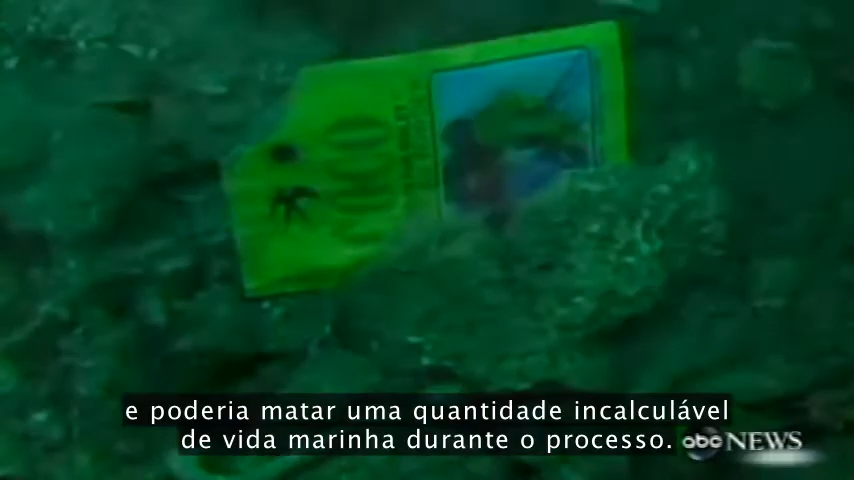 e poderia matar uma quantidade incalculável
de vida marinha durante o processo.
abc NEWS